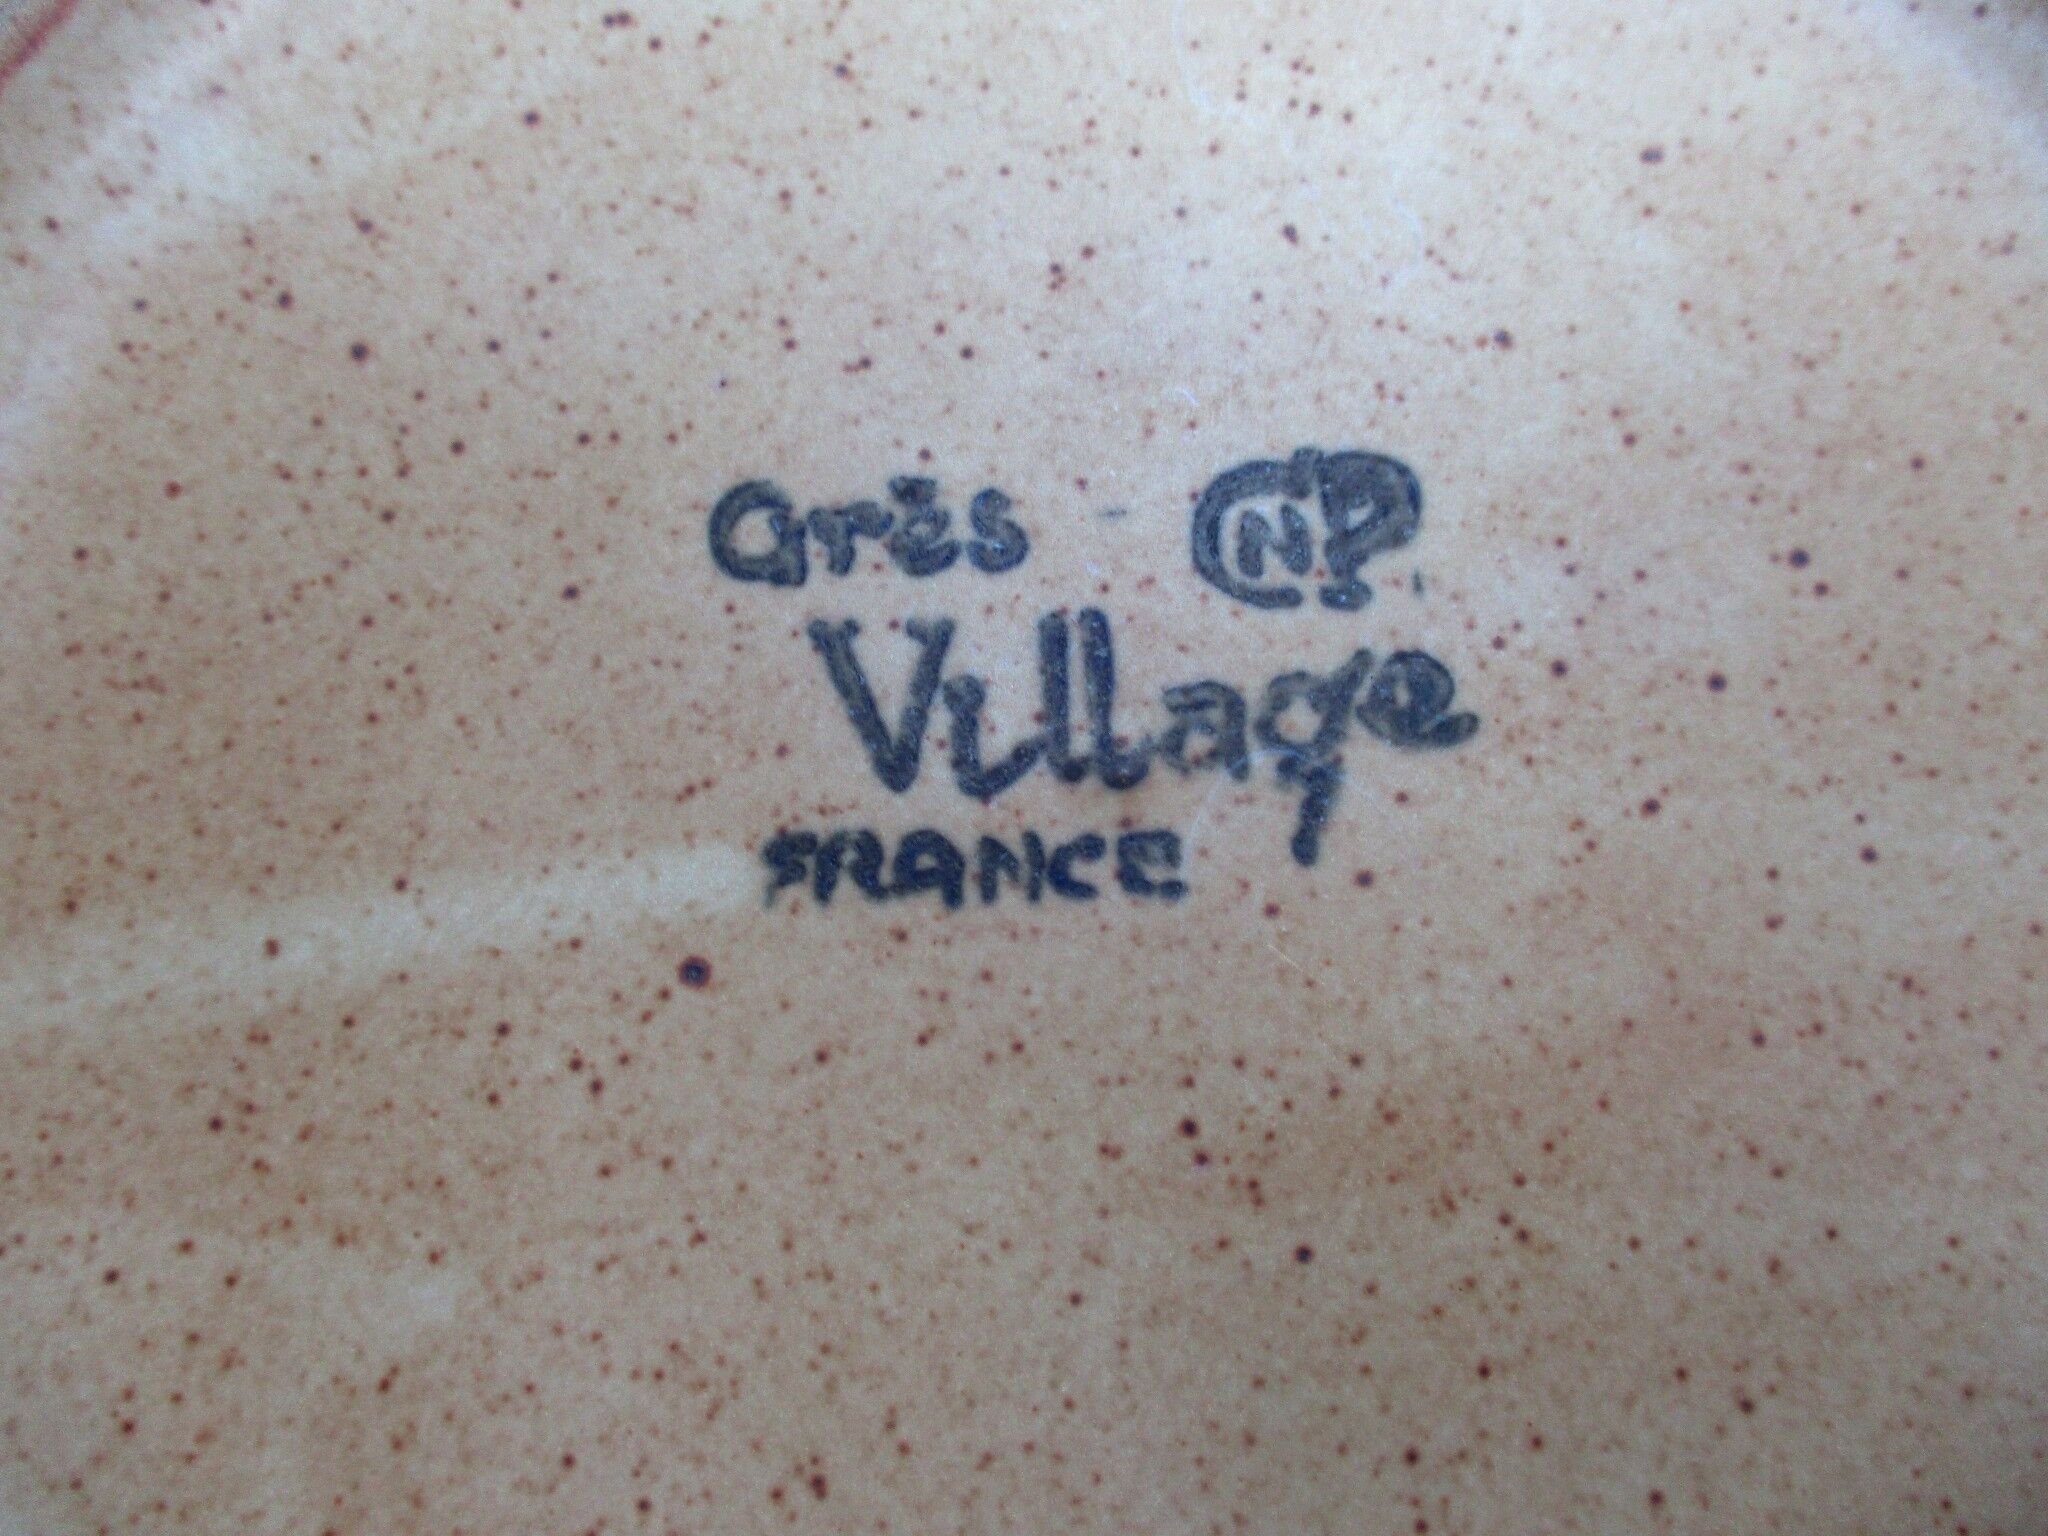 Grès - CNP
Village
FRANCE